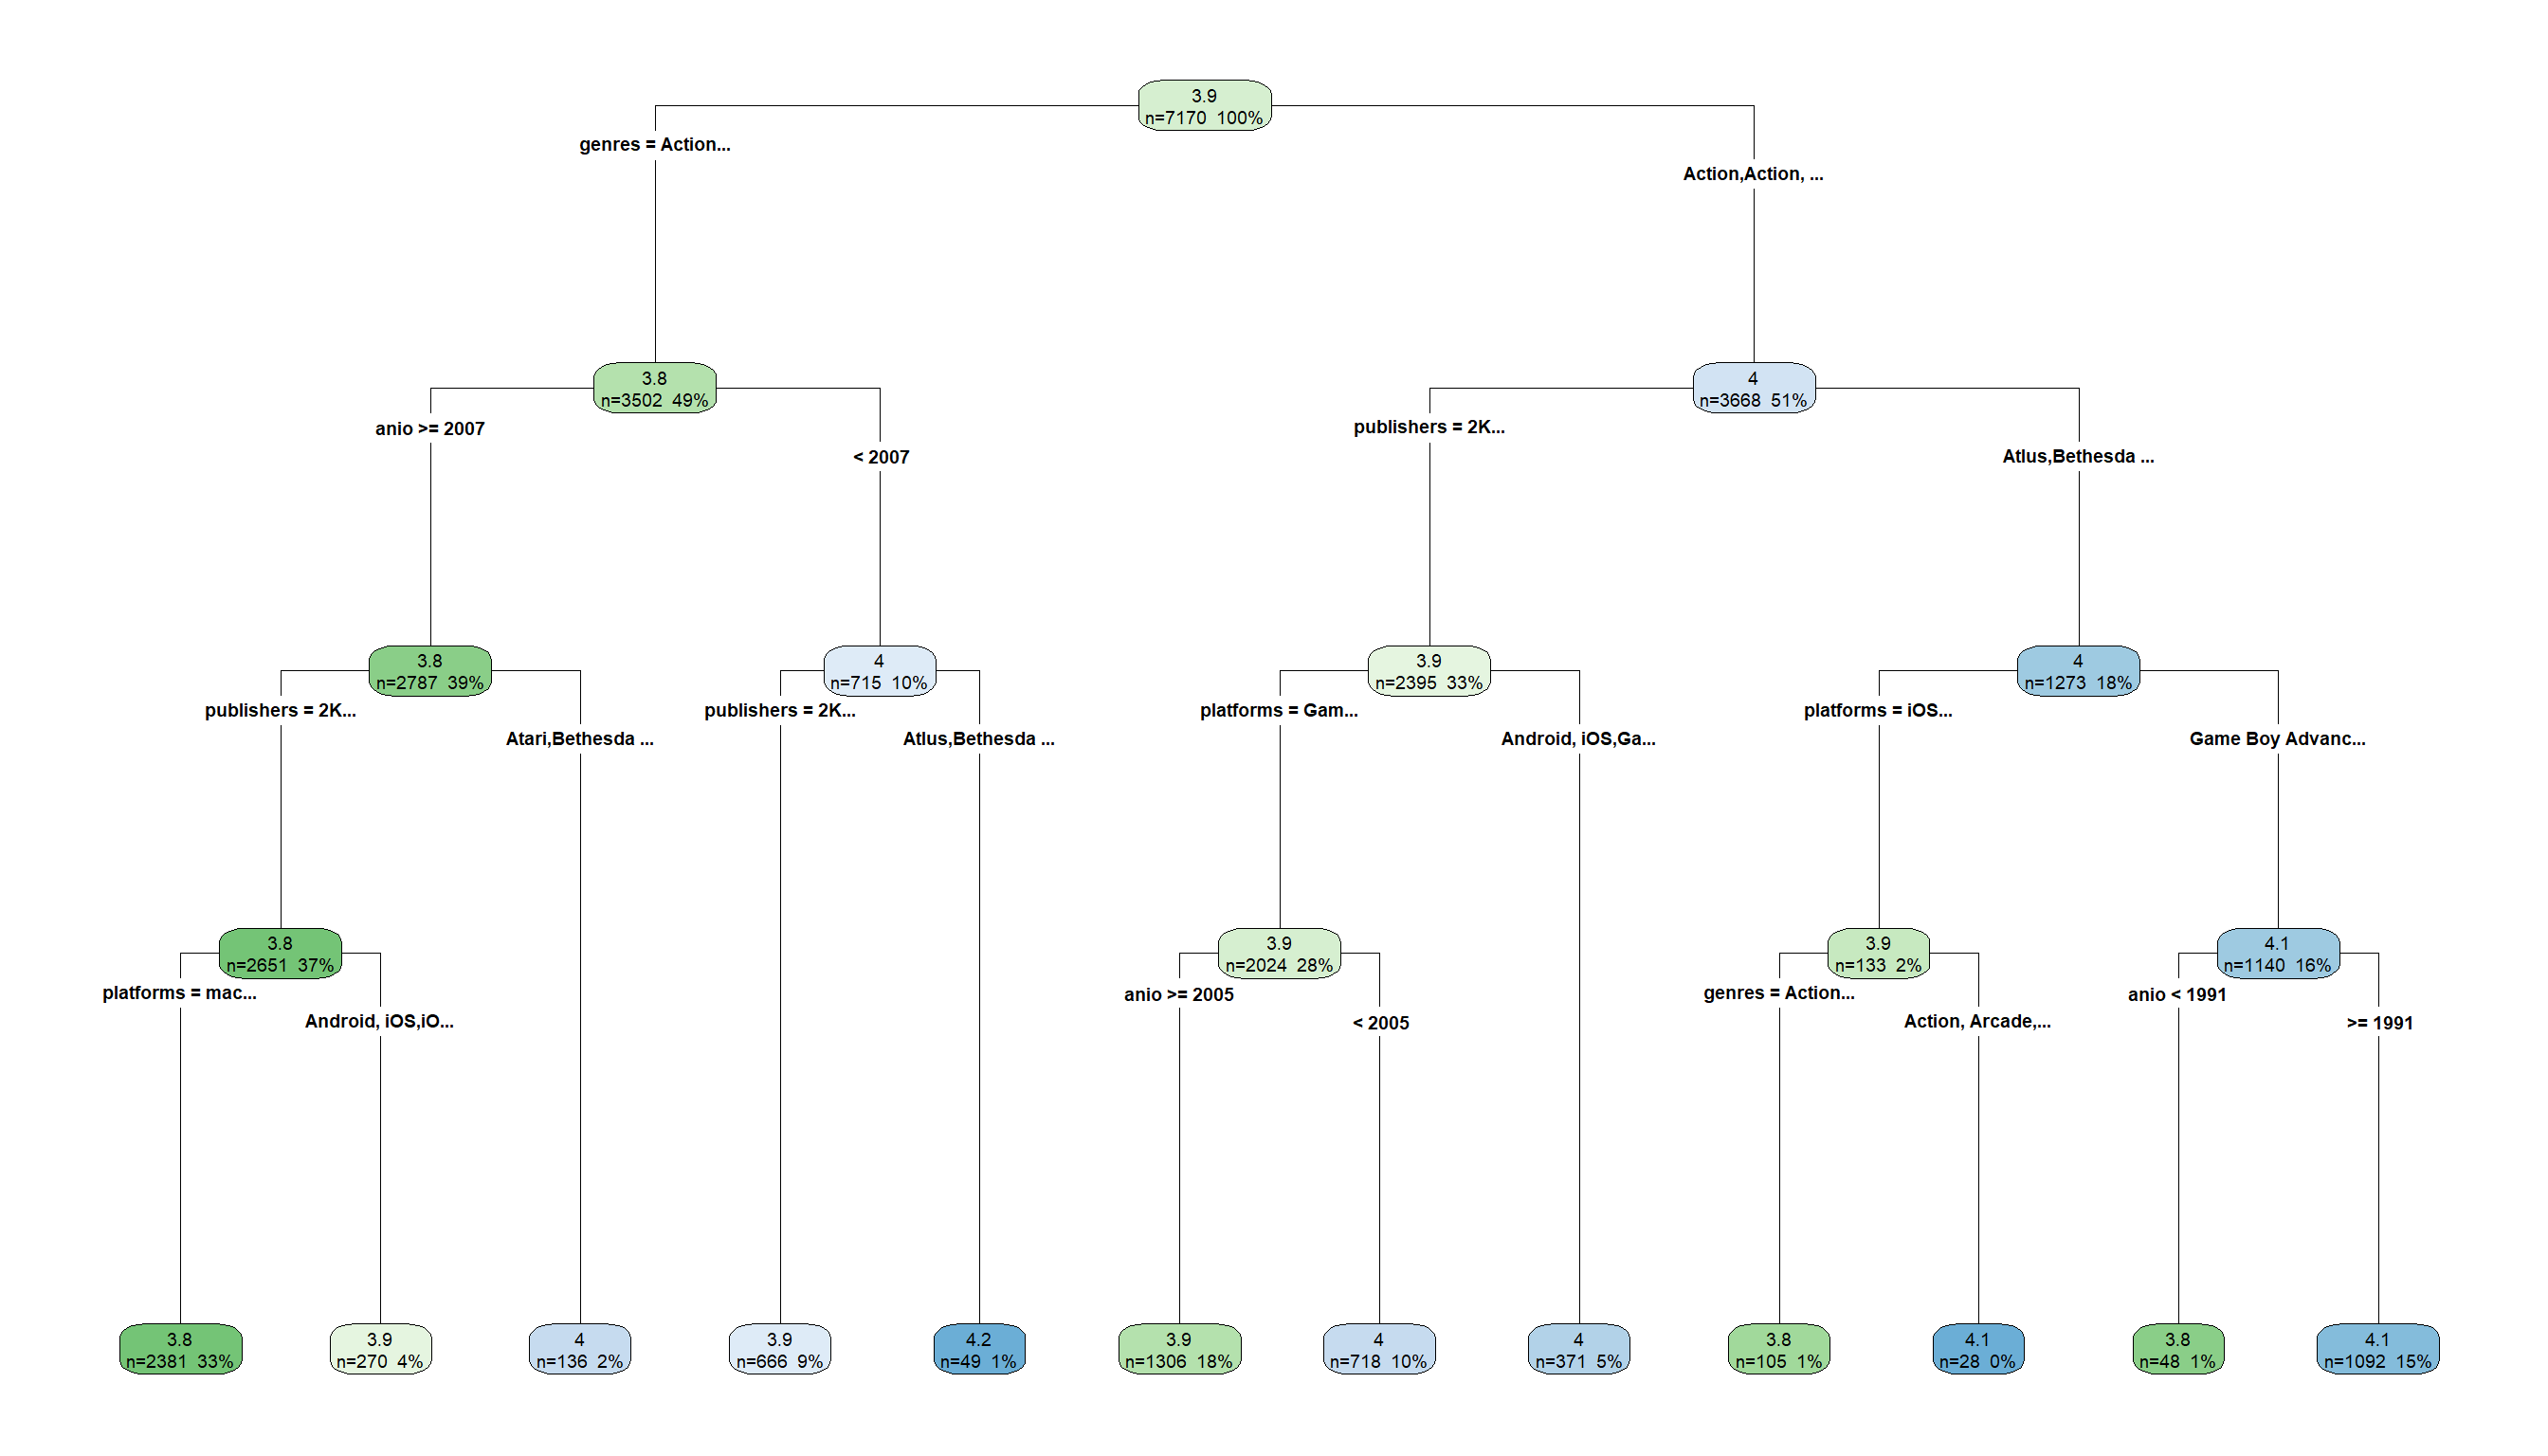 3.9
n=7170 100%
genres = Action...
Action,Action, ...
3.8
n=3502 49%
4
n=3668 51%
anio >= 2007
< 2007
publishers = 2K...
Atlus,Bethesda ...
3.8
n=2787 39%
4
n=715 10%
3.9
n=2395 33%
4
n=1273 18%
publishers = 2K...
Atari,Bethesda ...
publishers = 2K...
Atlus,Bethesda ...
platforms = Gam...
Android, iOS,Ga...
platforms = iOS...
Game Boy Advanc...
3.8
n=2651 37%
3.9
n=2024 28%
3.9
n=133 2%
4.1
n=1140 16%
platforms = mac...
Android, iOS,iO...
anio >= 2005
< 2005
genres = Action...
Action, Arcade,...
anio < 1991
>= 1991
3.8
n=2381 33%
3.9
n=270 4%
4
n=136 2%
3.9
n=666 9%
4.2
n=49 1%
3.9
n=1306 18%
4
n=718 10%
4
n=371 5%
3.8
n=105 1%
4.1
n=28 0%
3.8
n=48 1%
4.1
n=1092 15%